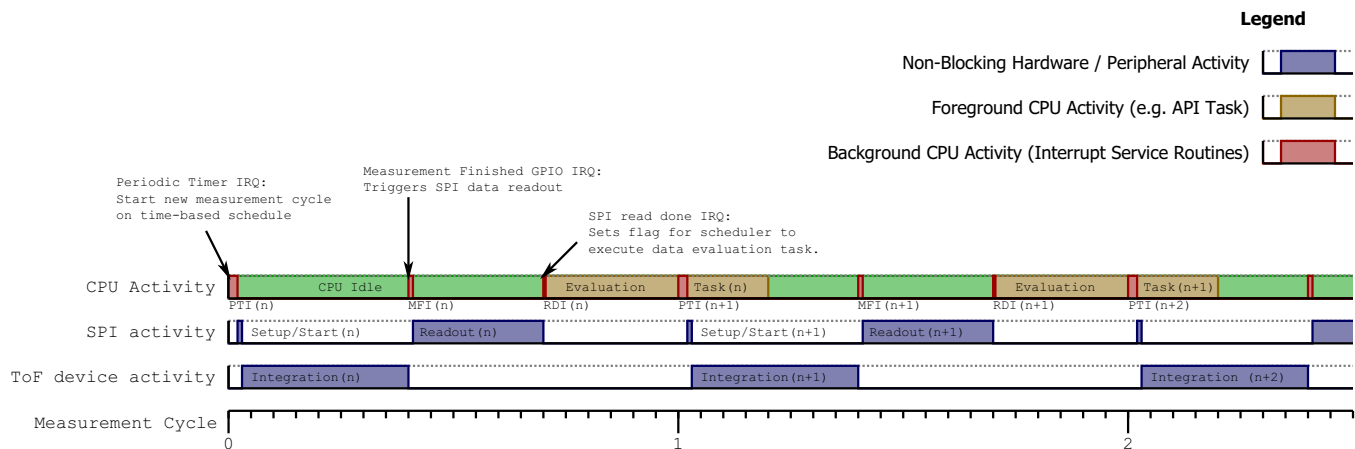 Legend
Non-Blocking Hardware / Peripheral Activity
Foreground CPU Activity (e.g. API Task)
Background CPU Activity (Interrupt Service Routines)
Periodic Timer IRQ:
Start new measurement cycle
on time-based schedule
Measurement Finished GPIO IRQ:
Triggers SPI data readout
SPI read done IRQ:
Sets flag for scheduler to
execute data evaluation task.
CPU Activity
CPU Idle
Evaluation
Task(n)
Evaluation
Task(n+1)
PTI(n)
MFI(n)
RDI(n)
PTI(n+1)
MFI(n+1)
RDI(n+1)
PTI(n+2)
SPI activity
Setup/Start(n)
Readout(n)
Setup/Start(n+1)
Readout(n+1)
ToF device activity
Integration(n)
Integration(n+1)
Integration (n+2)
Measurement Cycle
0
1
2